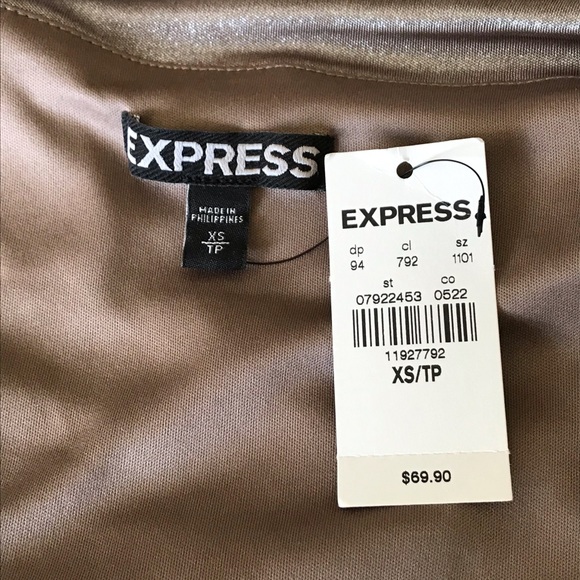 EXPRESS
MADE IN
PHILIPPINES
XS
TP
EXPRESS
dp cl sz
94 792 1101
st co
07922453 0522
11927792
XS/TP
$69.90